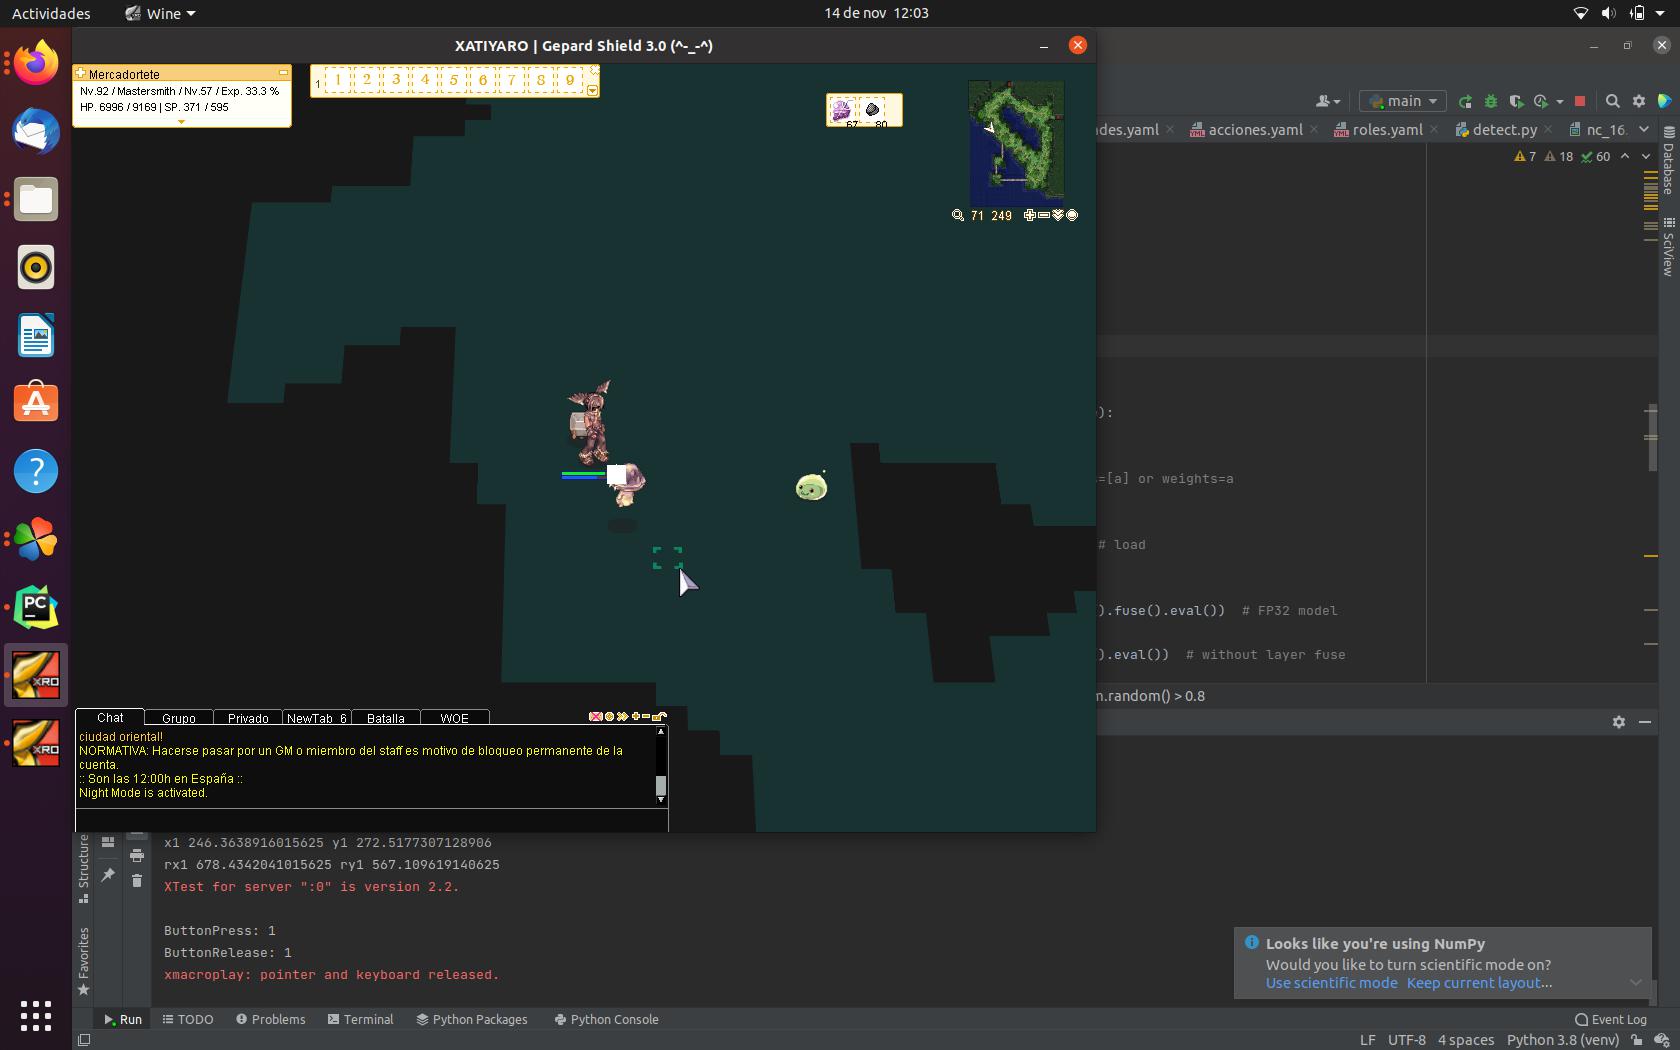 Actividades
Wine
14 de nov 12:03
XATIYARO | Gepard Shield 3.0 (^-_-^)
Mercadortete
Nv.92 / Mastersmith / Nv.57 / Exp. 33.3 %
HP. 6996 / 9169 | SP. 371 / 595
1 1 2 3 4 5 6 7 8 9
67 80
71 249
main
des.yaml
acciones.yaml
roles.yaml
detect.py
nc_16.
7 18 60
Database
SciView
):
=[a] or weights=a
# load
).fuse().eval()) # FP32 model
).eval()) # without layer fuse
m.random() > 0.8
Chat
Grupo
Privado
NewTab_6
Batalla
WOE
ciudad oriental!
NORMATIVA: Hacerse pasar por un GM o miembro del staff es motivo de bloqueo permanente de la
cuenta.
:: Son las 12:00h en España ::
Night Mode is activated.
x1 246.3638916015625 y1 272.5177307128906
rx1 678.4342041015625 ry1 567.109619140625
XTest for server ":0" is version 2.2.
ButtonPress: 1
ButtonRelease: 1
xmacroplay: pointer and keyboard released.
Structure
Favorites
PC
XRO
XRO
Looks like you're using NumPy
Would you like to turn scientific mode on?
Use scientific mode Keep current layout...
Run
TODO
Problems
Terminal
Python Packages
Python Console
Event Log
LF UTF-8 4 spaces Python 3.8 (venv)